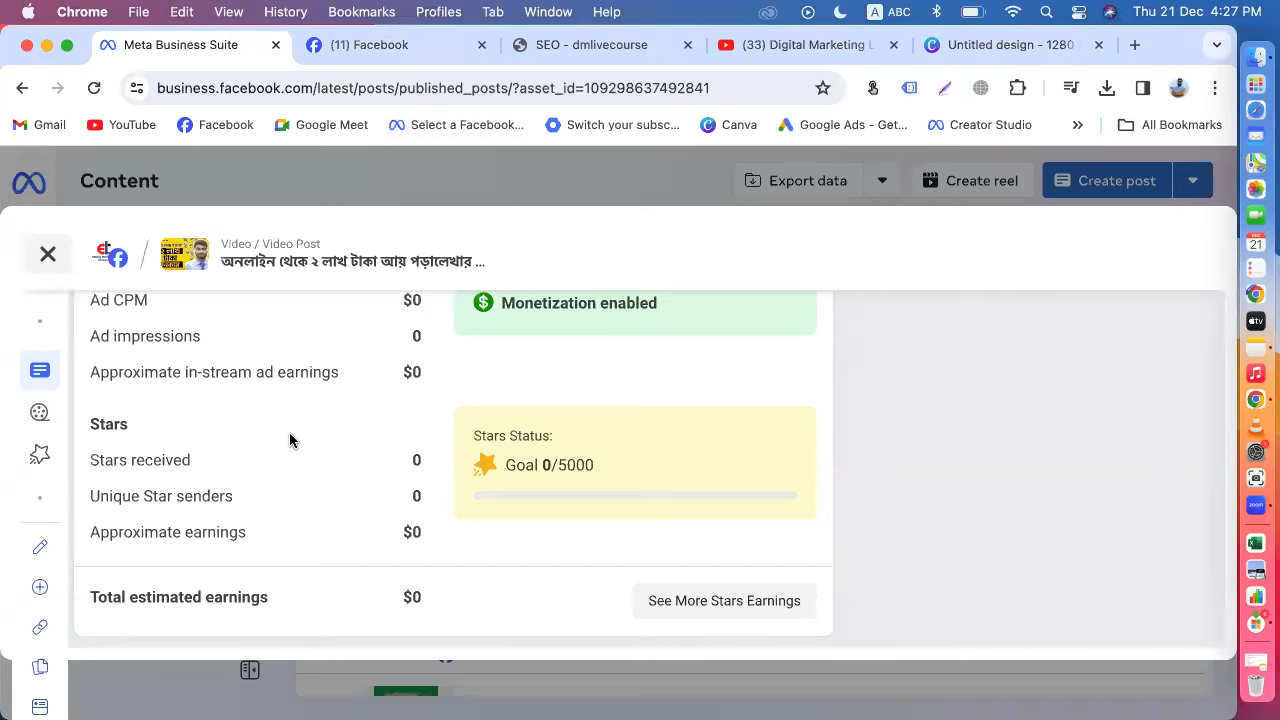 Chrome File Edit View History Bookmarks Profiles Tab Window Help A ABC Thu 21 Dec 4:27 PM
Meta Business Suite (11) Facebook SEO - dmlivecourse (33) Digital Marketing L Untitled design - 1280
business.facebook.com/latest/posts/published_posts/?asset_id=109298637492841
Gmail YouTube Facebook Google Meet Select a Facebook... Switch your subsc... Canva Google Ads - Get... Creator Studio All Bookmarks
Content Export data Create reel Create post
Video / Video Post
অনলাইন থেকে ২ লাখ টাকা আয় পড়ালেখার ...
Ad CPM $0
Monetization enabled
Ad impressions 0
Approximate in-stream ad earnings $0
Stars
Stars Status:
Stars received 0
Goal 0/5000
Unique Star senders 0
Approximate earnings $0
Total estimated earnings $0
See More Stars Earnings